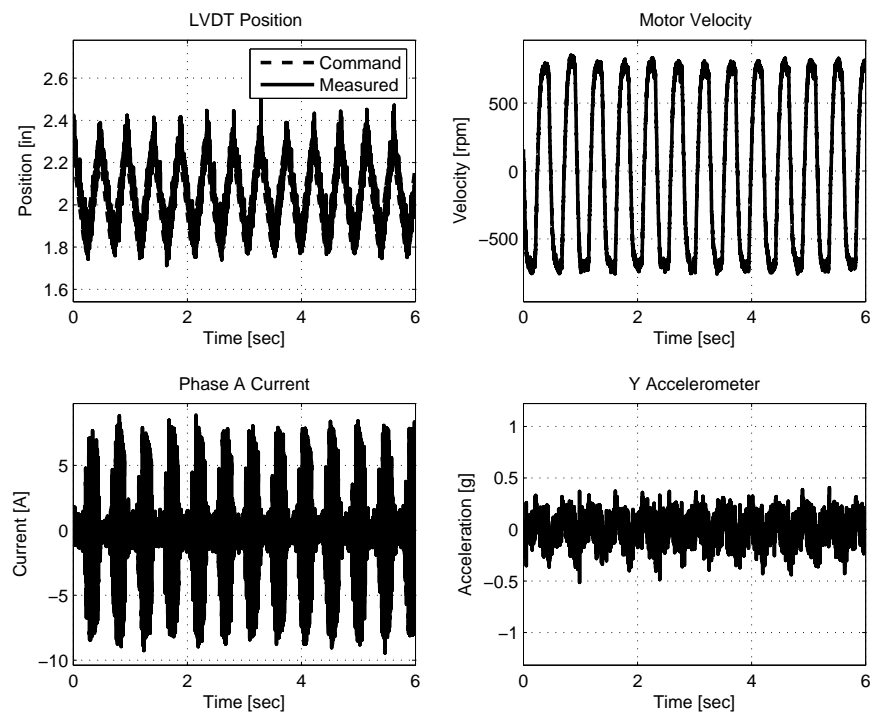 LVDT Position
Command
Measured
2.6
2.4
2.2
2
1.8
1.6
Position [in]
0 2 4 6
Time [sec]
Motor Velocity
500
0
−500
Velocity [rpm]
0 2 4 6
Time [sec]
Phase A Current
5
0
−5
−10
Current [A]
0 2 4 6
Time [sec]
Y Accelerometer
1
0.5
0
−0.5
−1
Acceleration [g]
0 2 4 6
Time [sec]